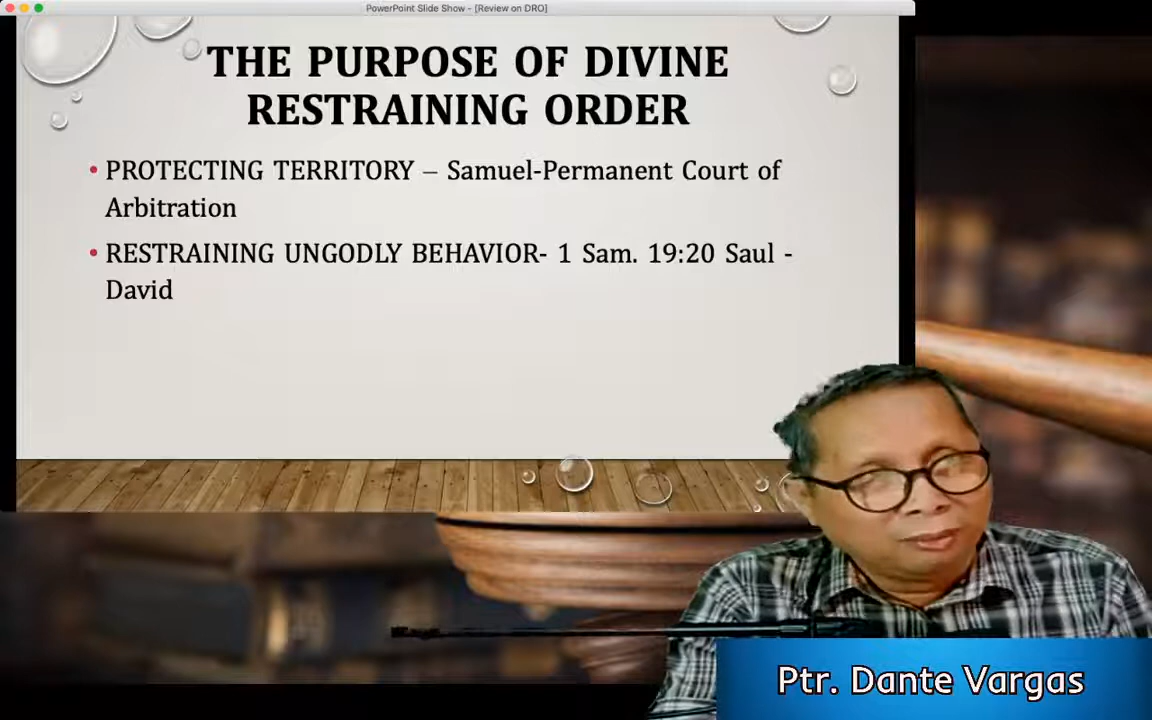 PowerPoint Slide Show - [Review on DRO]
THE PURPOSE OF DIVINE
RESTRAINING ORDER
• PROTECTING TERRITORY – Samuel-Permanent Court of
Arbitration
• RESTRAINING UNGODLY BEHAVIOR- 1 Sam. 19:20 Saul -
David
Ptr. Dante Vargas